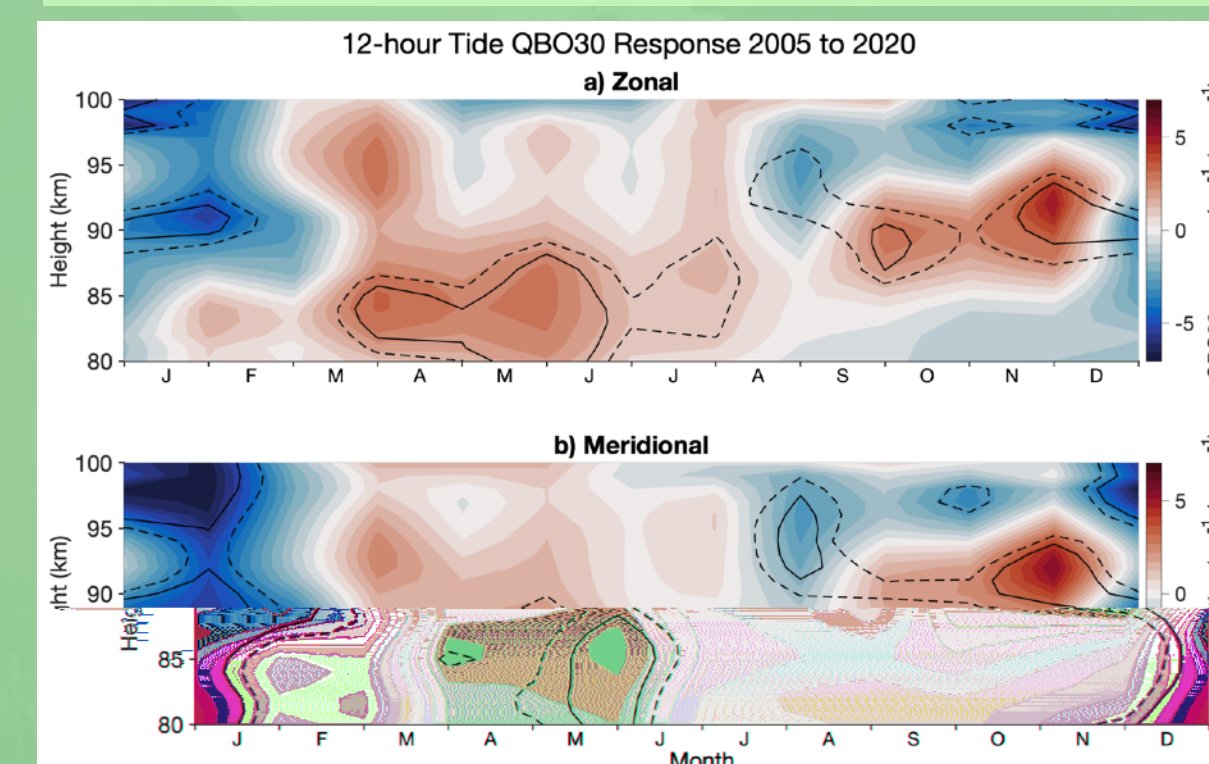 12-hour Tide QBO30 Response 2005 to 2020
a) Zonal
100
95
90
85
80
Height (km)
J F M A M J J A S O N D
5
0
-5
b) Meridional
100
95
90
85
80
J F M A M J J A S O N D
Month
5
0